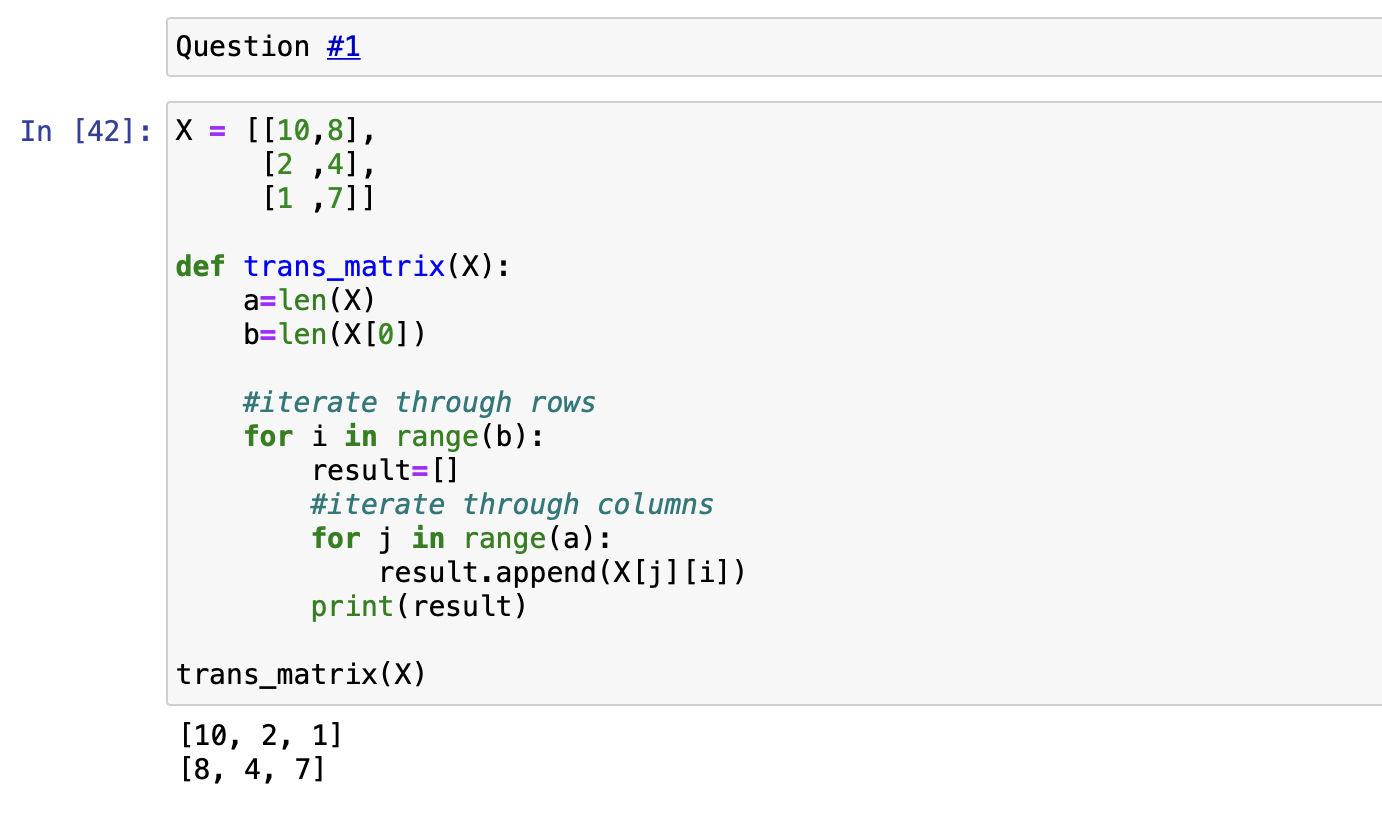 Question #1
In [42]: X = [[10,8],
     [2 ,4],
     [1 ,7]]
def trans_matrix(X):
    a=len(X)
    b=len(X[0])
    #iterate through rows
    for i in range(b):
        result=[]
        #iterate through columns
        for j in range(a):
            result.append(X[j][i])
        print(result)
trans_matrix(X)
[10, 2, 1]
[8, 4, 7]